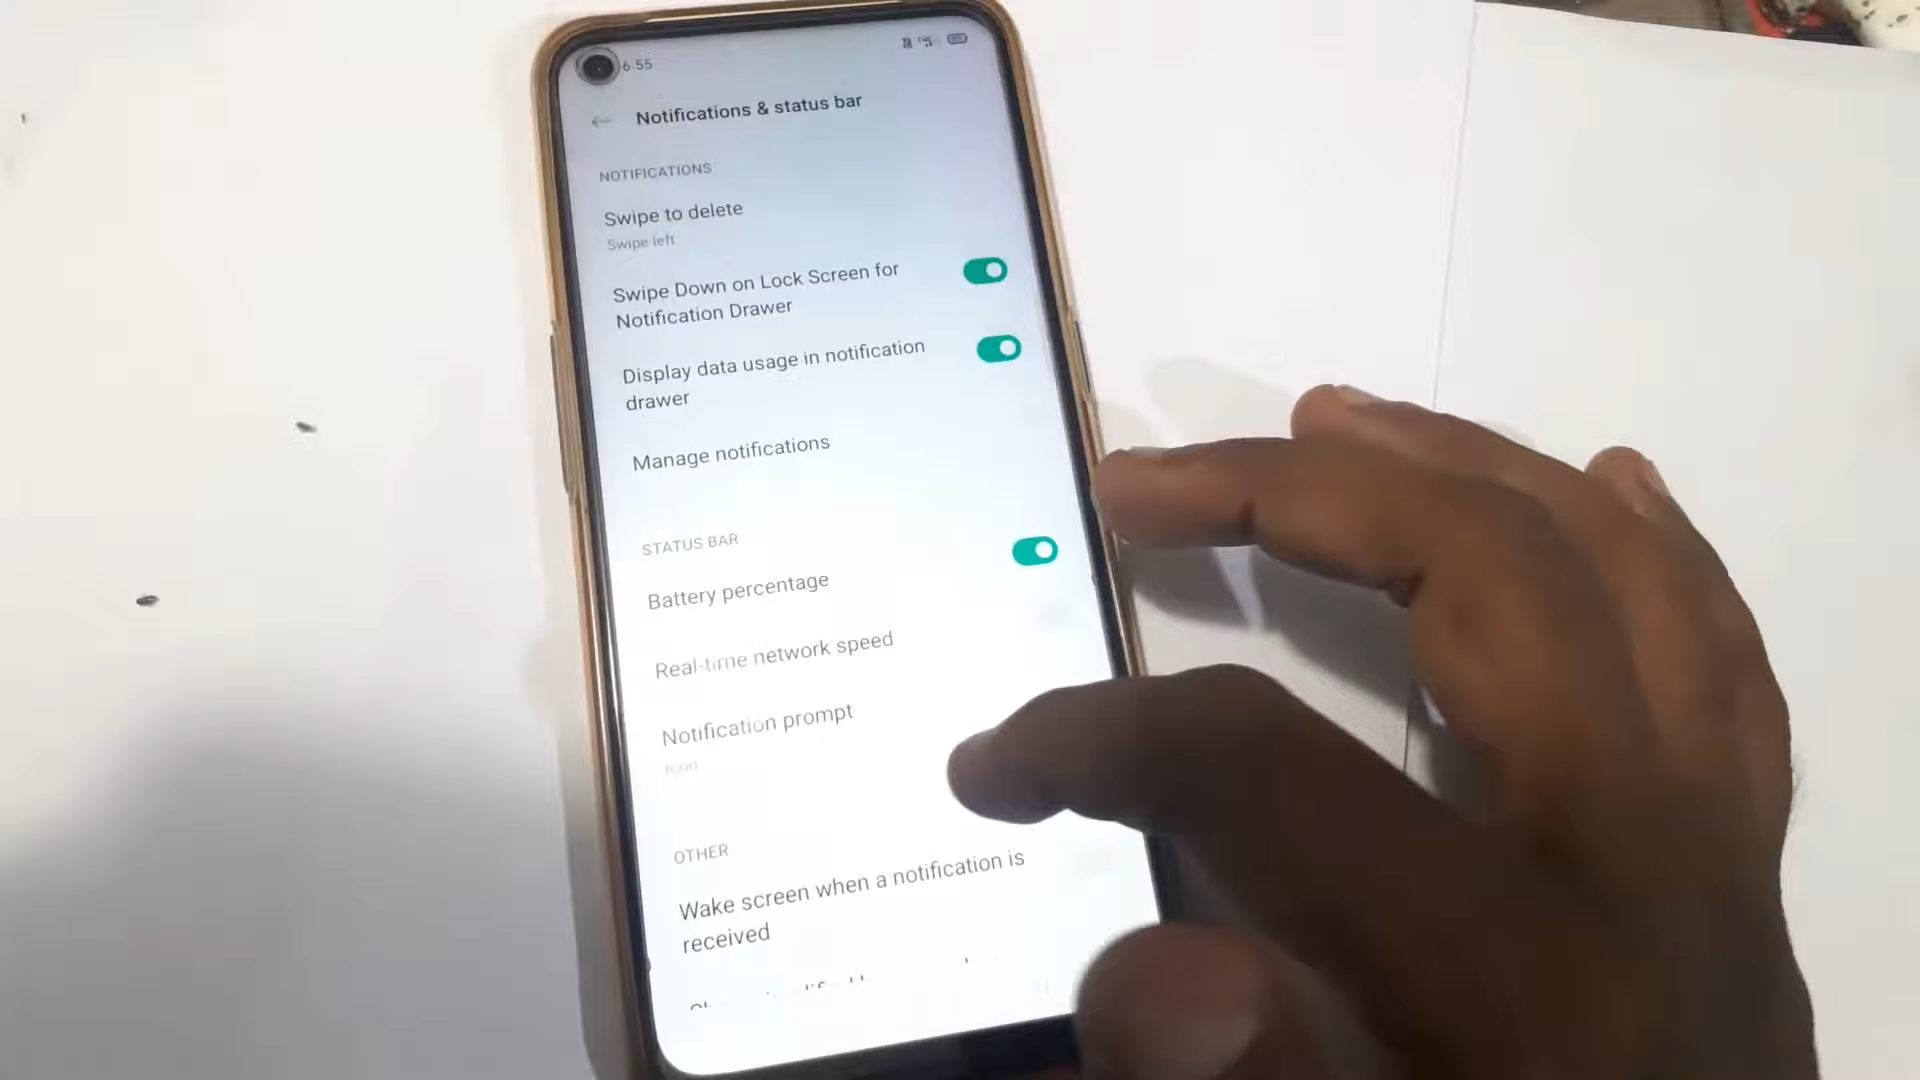 6:55
Notifications & status bar
NOTIFICATIONS
Swipe to delete
Swipe left
Swipe Down on Lock Screen for
Notification Drawer
Display data usage in notification
drawer
Manage notifications
STATUS BAR
Battery percentage
Real-time network speed
Notification prompt
Icon
OTHER
Wake screen when a notification is
received